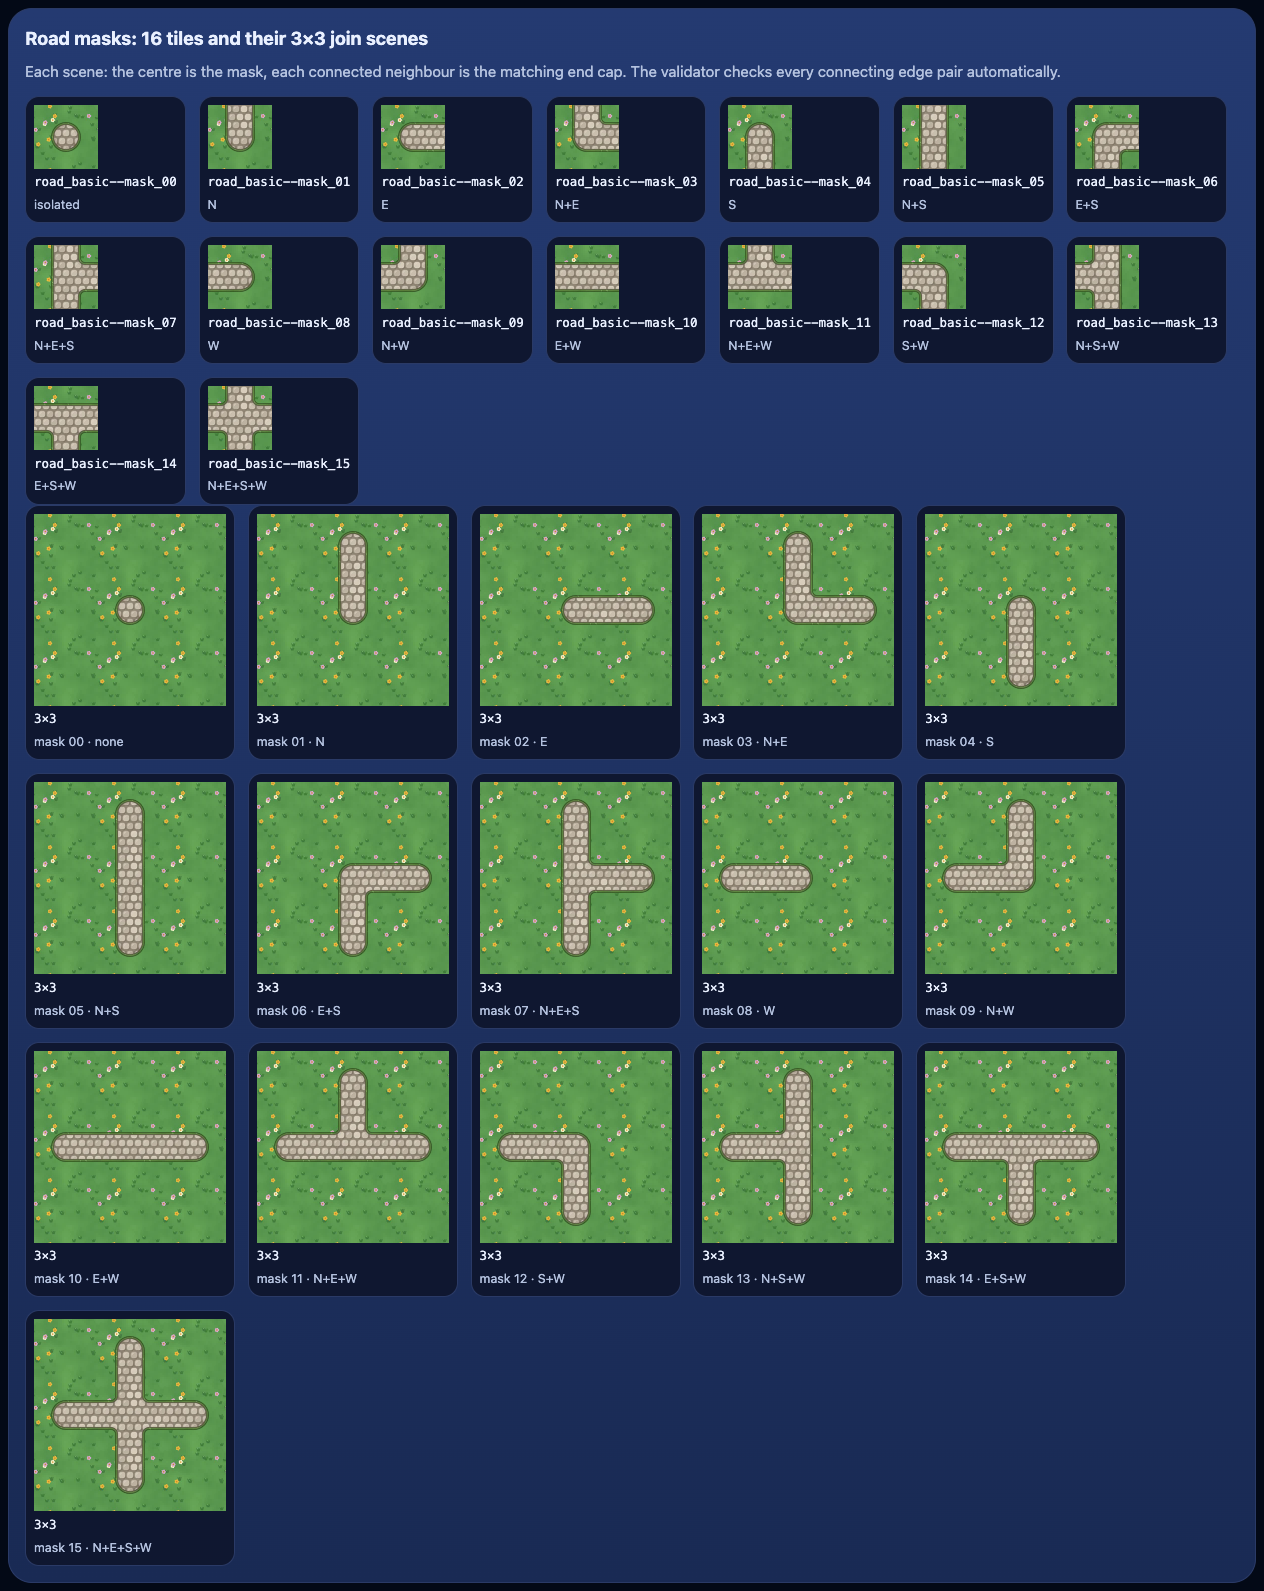 Road masks: 16 tiles and their 3×3 join scenes
Each scene: the centre is the mask, each connected neighbour is the matching end cap. The validator checks every connecting edge pair automatically.
road_basic--mask_00
isolated
road_basic--mask_01
N
road_basic--mask_02
E
road_basic--mask_03
N+E
road_basic--mask_04
S
road_basic--mask_05
N+S
road_basic--mask_06
E+S
road_basic--mask_07
N+E+S
road_basic--mask_08
W
road_basic--mask_09
N+W
road_basic--mask_10
E+W
road_basic--mask_11
N+E+W
road_basic--mask_12
S+W
road_basic--mask_13
N+S+W
road_basic--mask_14
E+S+W
road_basic--mask_15
N+E+S+W
3×3
mask 00 · none
3×3
mask 01 · N
3×3
mask 02 · E
3×3
mask 03 · N+E
3×3
mask 04 · S
3×3
mask 05 · N+S
3×3
mask 06 · E+S
3×3
mask 07 · N+E+S
3×3
mask 08 · W
3×3
mask 09 · N+W
3×3
mask 10 · E+W
3×3
mask 11 · N+E+W
3×3
mask 12 · S+W
3×3
mask 13 · N+S+W
3×3
mask 14 · E+S+W
3×3
mask 15 · N+E+S+W